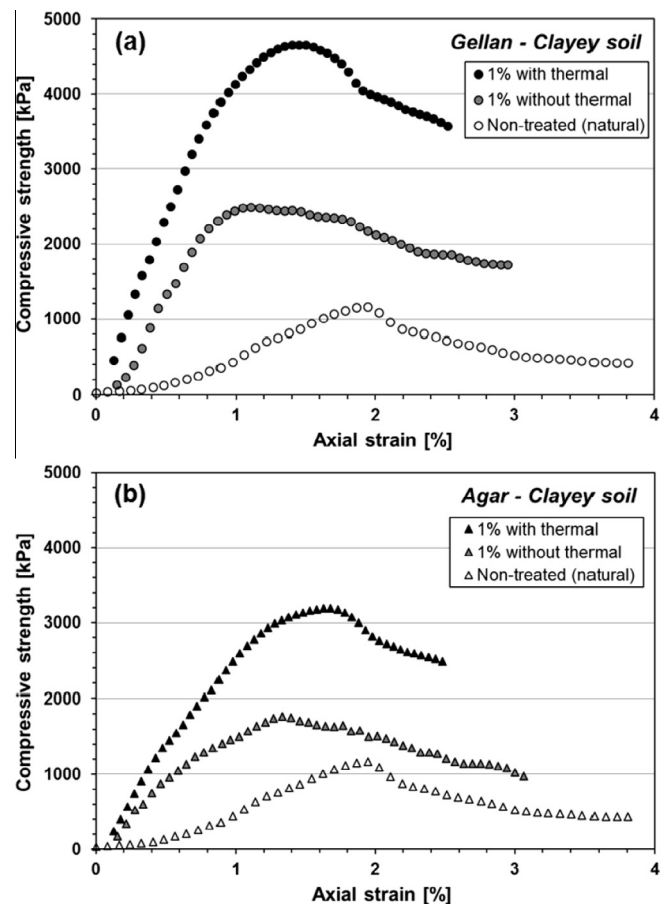 (a)
Gellan - Clayey soil
1% with thermal
1% without thermal
Non-treated (natural)
Compressive strength [kPa]
5000
4000
3000
2000
1000
0
0 1 2 3 4
Axial strain [%]
(b)
Agar - Clayey soil
1% with thermal
1% without thermal
Non-treated (natural)
Compressive strength [kPa]
5000
4000
3000
2000
1000
0
0 1 2 3 4
Axial strain [%]